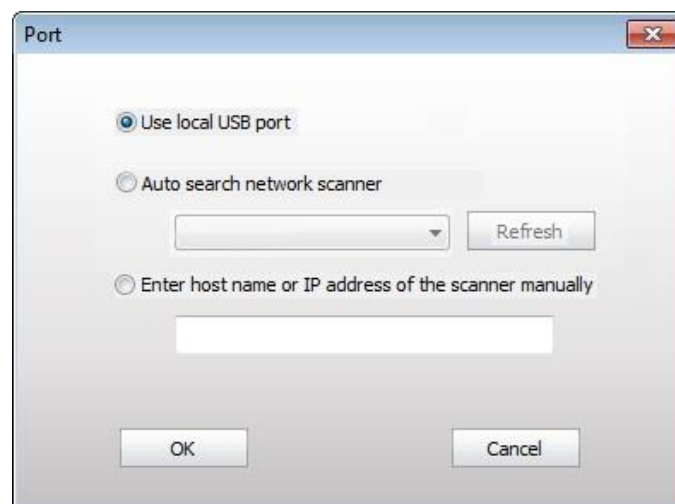 Port
Use local USB port
Auto search network scanner
Refresh
Enter host name or IP address of the scanner manually
OK Cancel